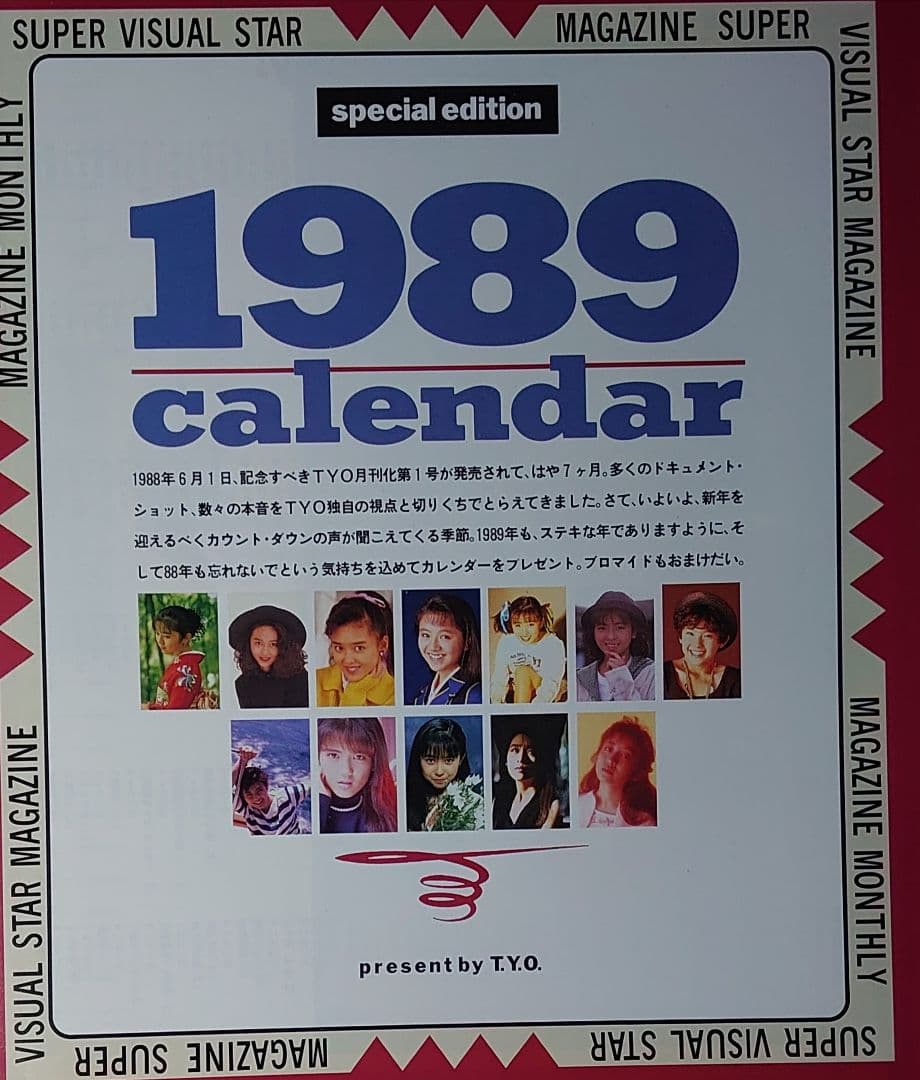 SUPER VISUAL STAR
MAGAZINE SUPER
VISUAL STAR MAGAZINE
MAGAZINE MONTHLY
SUPER VISUAL STAR
MAGAZINE SUPER
VISUAL STAR MAGAZINE
MAGAZINE MONTHLY
special edition
1989
calendar
1988年6月1日、記念すべきTYO月刊化第1号が発売されて、はや7ヶ月。多くのドキュメント・
ショット、数々の本音をTYO独自の視点と切りくちでとらえてきました。さて、いよいよ、新年を
迎えるべくカウント・ダウンの声が聞こえてくる季節。1989年も、ステキな年でありますように、そ
して88年も忘れないでという気持ちを込めてカレンダーをプレゼント。ブロマイドもおまけだい。
present by T.Y.O.